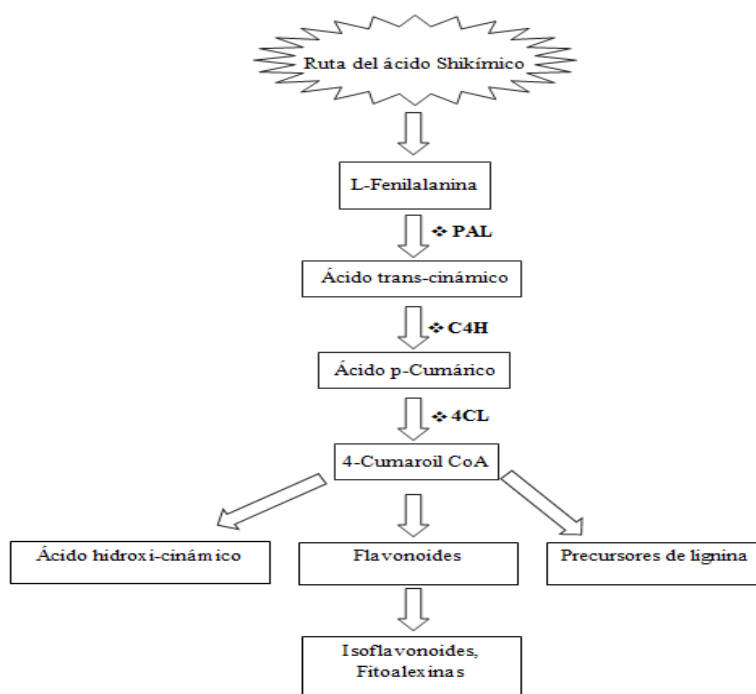 Ruta del ácido Shikímico
L-Fenilalanina
❖ PAL
Ácido trans-cinámico
❖ C4H
Ácido p-Cumárico
❖ 4CL
4-Cumaroil CoA
Ácido hidroxi-cinámico
Flavonoides
Precursores de lignina
Isoflavonoides,
Fitoalexinas